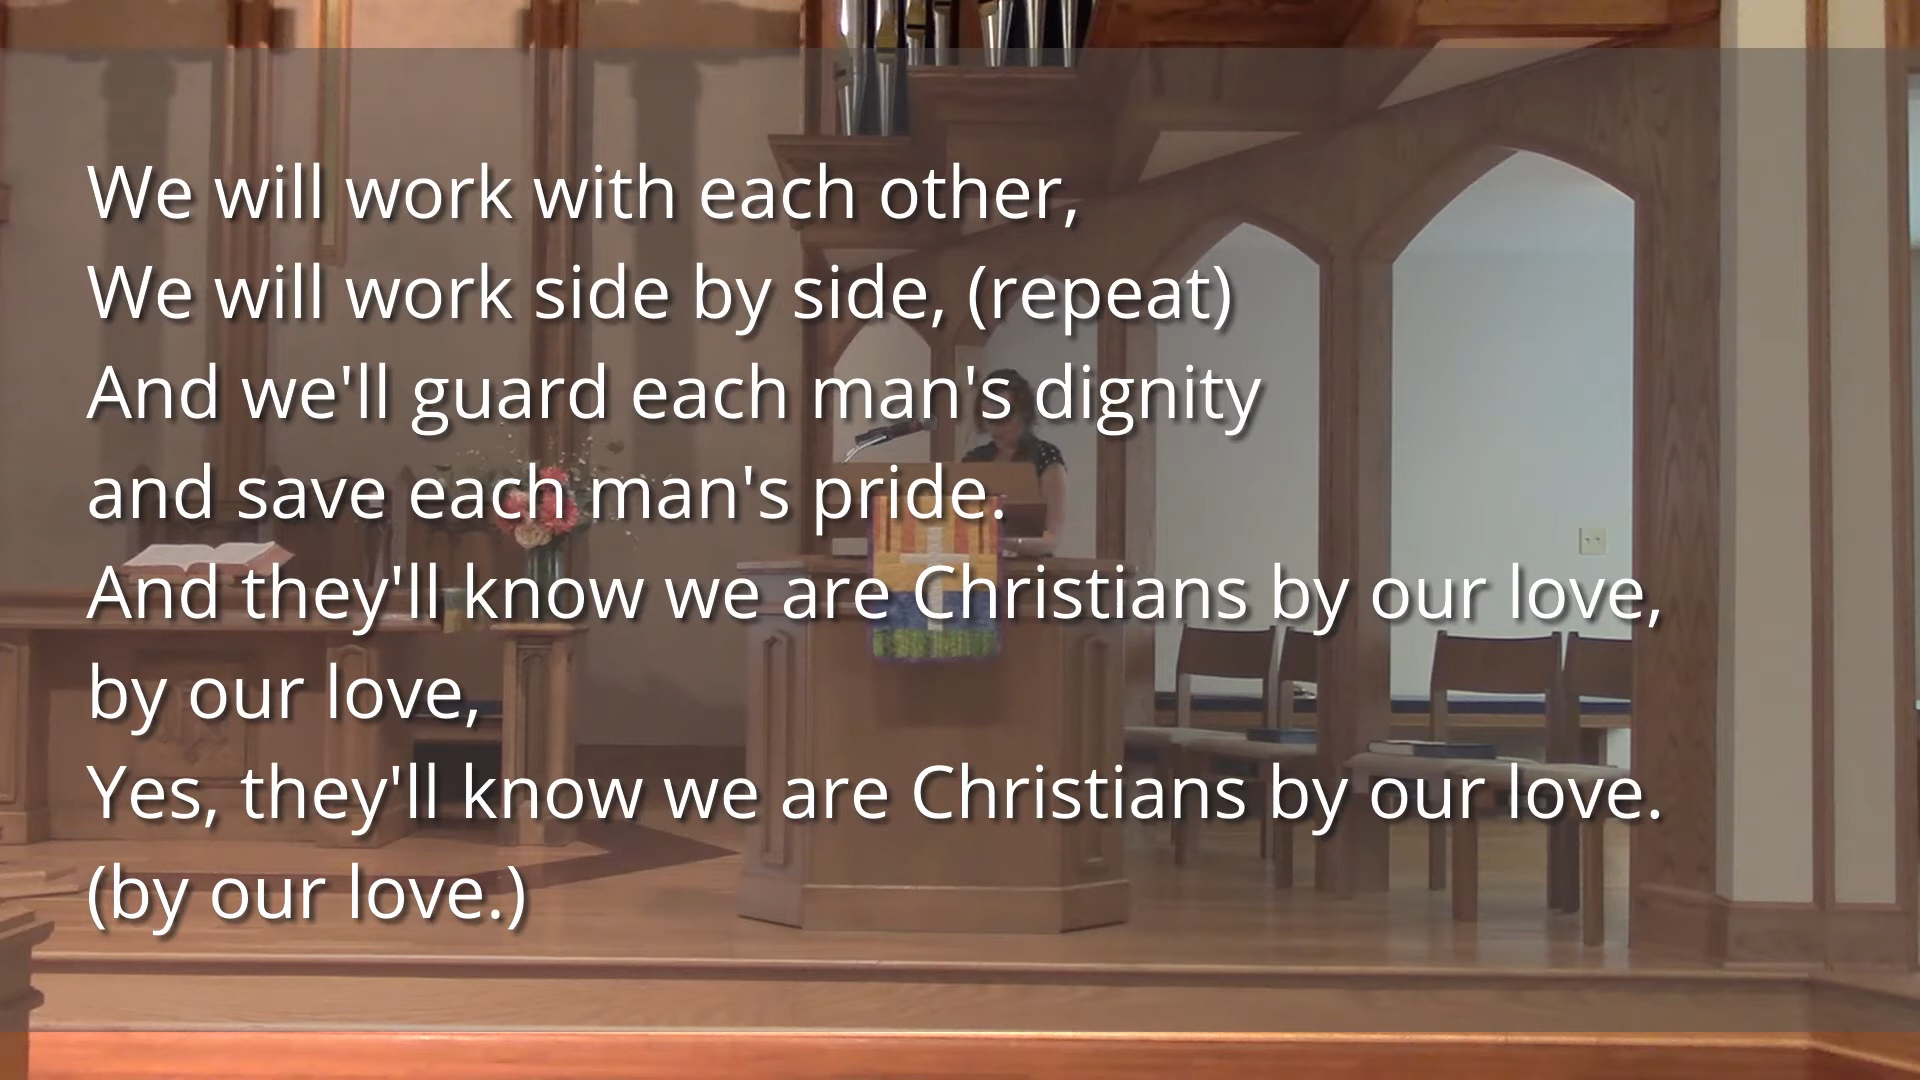 We will work with each other,
We will work side by side, (repeat)
And we'll guard each man's dignity
and save each man's pride.
And they'll know we are Christians by our love,
by our love,
Yes, they'll know we are Christians by our love.
(by our love.)